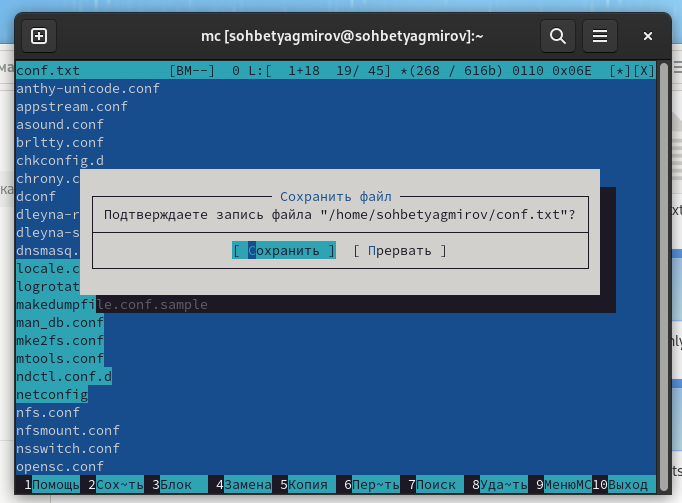 mc [sohbetyagmirov@sohbetyagmirov]:~
conf.txt [BM--] 0 L:[ 1+18 19/ 45] *(268 / 616b) 0110 0x06E [*][X]
anthy-unicode.conf
appstream.conf
asound.conf
brltty.conf
chkconfig.d
chrony.c
dconf
dleyna-r
dleyna-s
dnsmasq.
Сохранить файл
Подтверждаете запись файла "/home/sohbetyagmirov/conf.txt"?
[ Сохранить ] [ Прервать ]
locale.c
logrotat
makedumpfile.conf.sample
man_db.conf
mke2fs.conf
mtools.conf
ndctl.conf.d
netconfig
nfs.conf
nfsmount.conf
nsswitch.conf
opensc.conf
1Помощь 2Сох~ть 3Блок 4Замена 5Копия 6Пер~ть 7Поиск 8Уда~ть 9МенюMC 10Выход